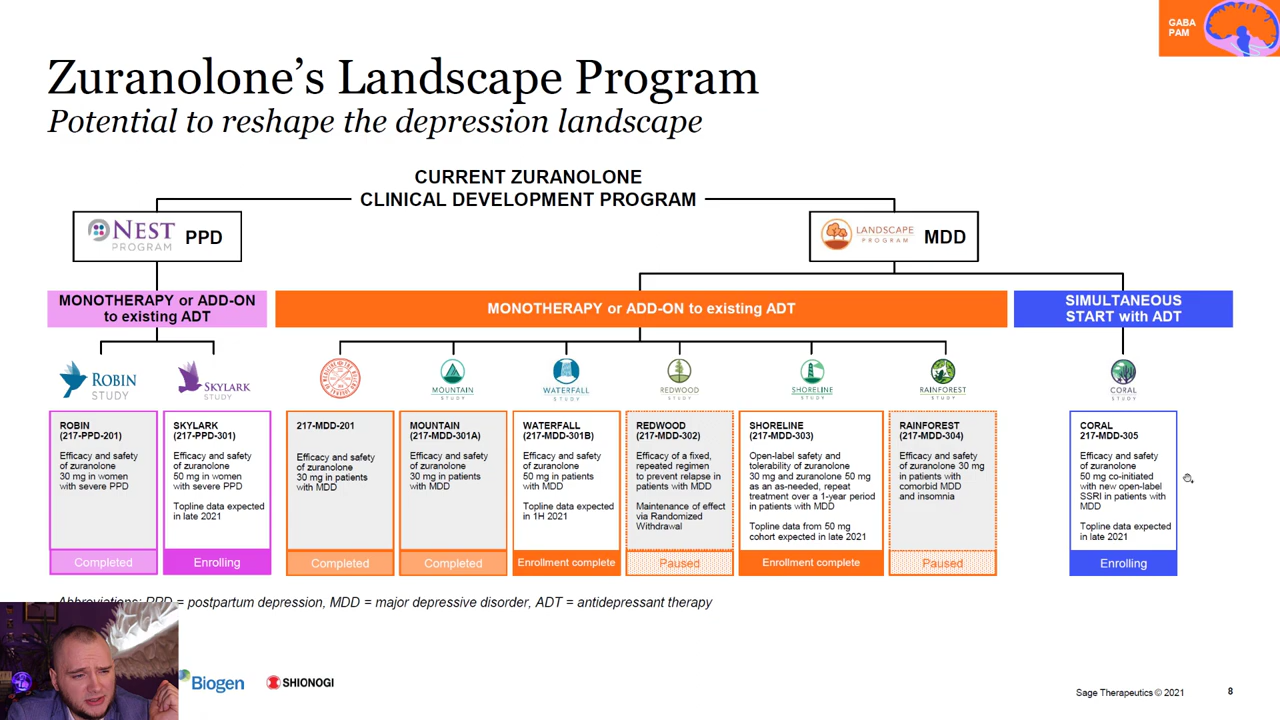 GABA
PAM
Zuranolone’s Landscape Program
Potential to reshape the depression landscape
CURRENT ZURANOLONE
CLINICAL DEVELOPMENT PROGRAM
NEST
PROGRAM
PPD
LANDSCAPE
PROGRAM
MDD
MONOTHERAPY or ADD-ON
to existing ADT
MONOTHERAPY or ADD-ON to existing ADT
SIMULTANEOUS
START with ADT
ROBIN
STUDY
SKYLARK
STUDY
MOUNTAIN
STUDY
WATERFALL
STUDY
REDWOOD
STUDY
SHORELINE
STUDY
RAINFOREST
STUDY
CORAL
STUDY
ROBIN
(217-PPD-201)
Efficacy and safety
of zuranolone
30 mg in women
with severe PPD
Completed
SKYLARK
(217-PPD-301)
Efficacy and safety
of zuranolone
50 mg in women
with severe PPD
Topline data expected
in late 2021
Enrolling
217-MDD-201
Efficacy and safety
of zuranolone
30 mg in patients
with MDD
Completed
MOUNTAIN
(217-MDD-301A)
Efficacy and safety
of zuranolone
30 mg in patients
with MDD
Completed
WATERFALL
(217-MDD-301B)
Efficacy and safety
of zuranolone
50 mg in patients
with MDD
Topline data expected
in 1H 2021
Enrollment complete
REDWOOD
(217-MDD-302)
Efficacy of a fixed,
repeated regimen
to prevent relapse in
patients with MDD
Maintenance of effect
via Randomized
Withdrawal
Paused
SHORELINE
(217-MDD-303)
Open-label safety and
tolerability of zuranolone
30 mg and zuranolone 50 mg
as an as-needed, repeat
treatment over a 1-year period
in patients with MDD
Topline data from 50 mg
cohort expected in late 2021
Enrollment complete
RAINFOREST
(217-MDD-304)
Efficacy and safety
of zuranolone 30 mg
in patients with
comorbid MDD
and insomnia
Paused
CORAL
217-MDD-305
Efficacy and safety
of zuranolone
50 mg co-initiated
with new open-label
SSRI in patients with
MDD
Topline data expected
in late 2021
Enrolling
Abbreviations: PPD = postpartum depression, MDD = major depressive disorder, ADT = antidepressant therapy
Biogen
SHIONOGI
Sage Therapeutics © 2021
8